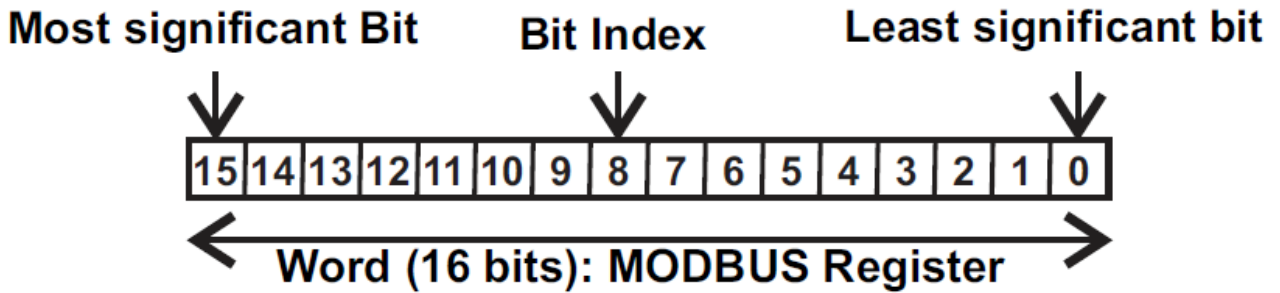 Most significant Bit Bit Index Least significant bit
15 14 13 12 11 10 9 8 7 6 5 4 3 2 1 0
Word (16 bits): MODBUS Register